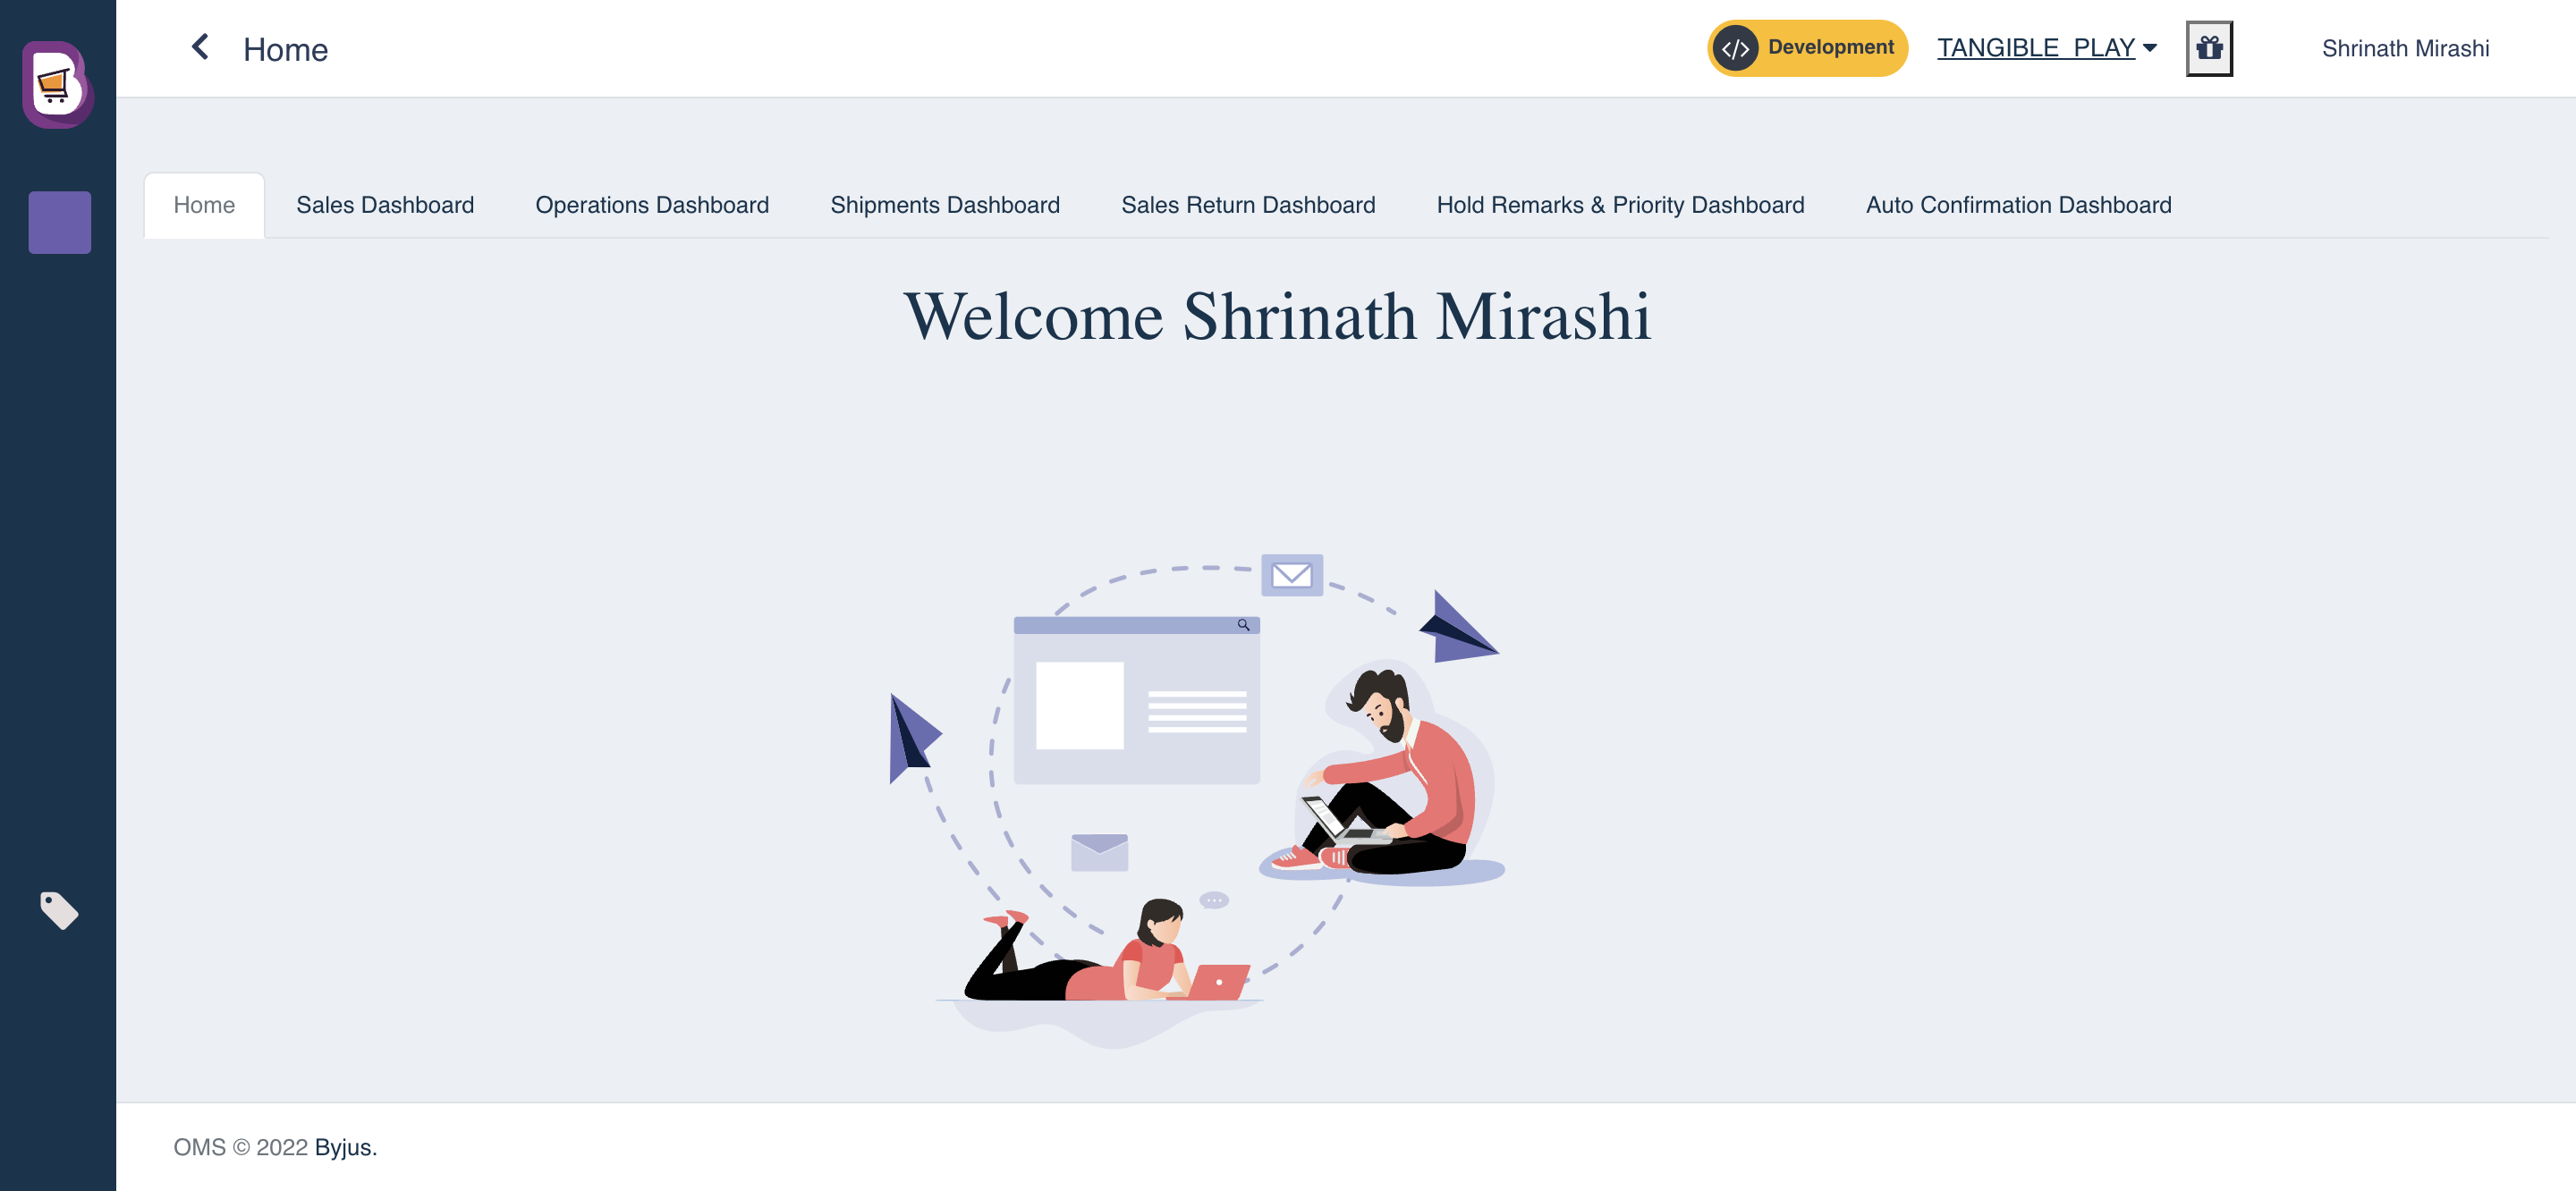 Home
Development
TANGIBLE_PLAY
Shrinath Mirashi
Home
Sales Dashboard
Operations Dashboard
Shipments Dashboard
Sales Return Dashboard
Hold Remarks & Priority Dashboard
Auto Confirmation Dashboard
Welcome Shrinath Mirashi
OMS © 2022 Byjus.